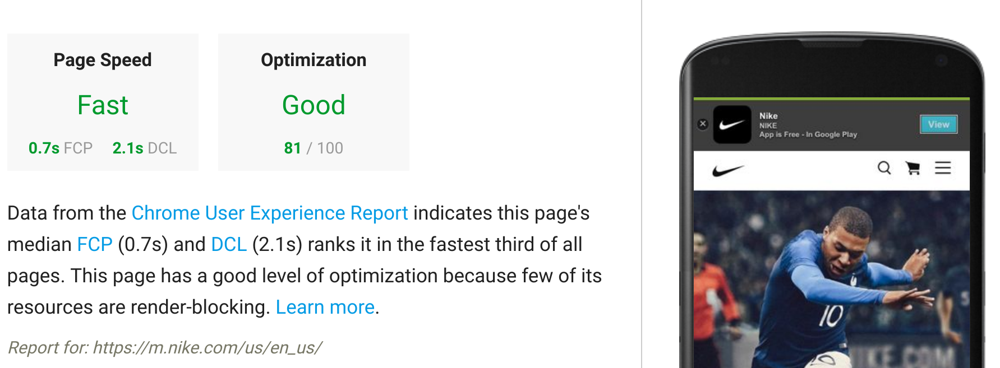 Page Speed
Fast
0.7s FCP 2.1s DCL
Optimization
Good
81 / 100
Data from the Chrome User Experience Report indicates this page's
median FCP (0.7s) and DCL (2.1s) ranks it in the fastest third of all
pages. This page has a good level of optimization because few of its
resources are render-blocking. Learn more.
Report for: https://m.nike.com/us/en_us/
Nike
NIKE
App is Free - In Google Play
View
10
10
IKE.COM